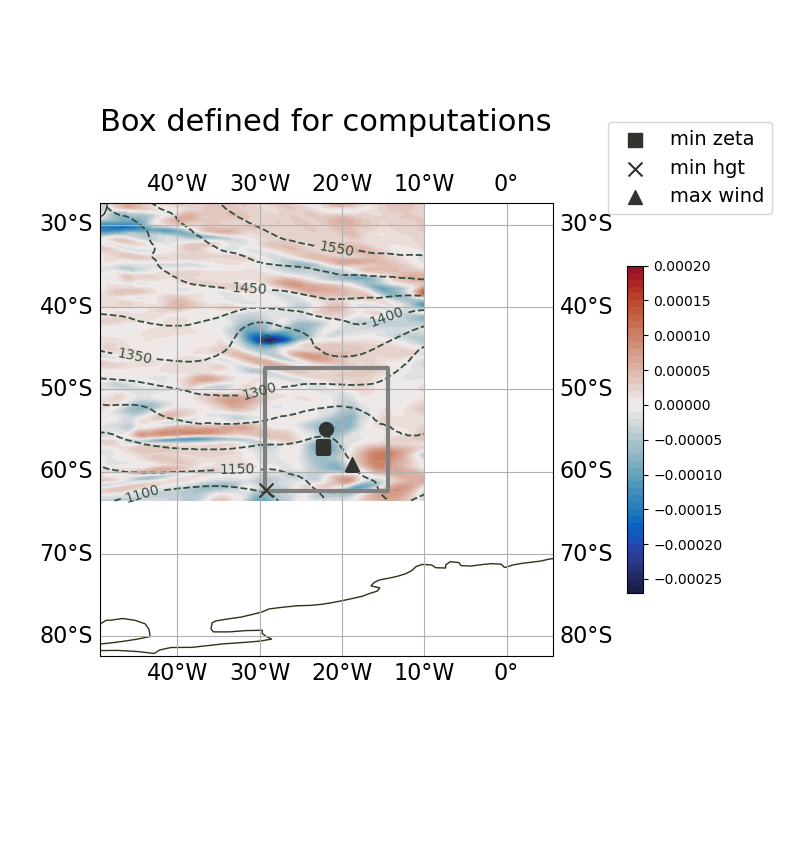 Box defined for computations
min zeta
min hgt
max wind
40°W 30°W 20°W 10°W 0°
30°S 30°S
40°S 40°S
50°S 50°S
60°S 60°S
70°S 70°S
80°S 80°S
40°W 30°W 20°W 10°W 0°
1550
1450
1400
1350
1300
1150
1100
0.00020
0.00015
0.00010
0.00005
0.00000
−0.00005
−0.00010
−0.00015
−0.00020
−0.00025